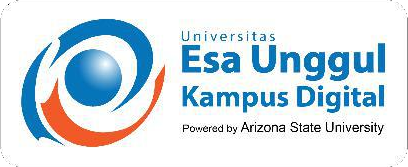 Universitas
Esa Unggul
Kampus Digital
Powered by Arizona State University